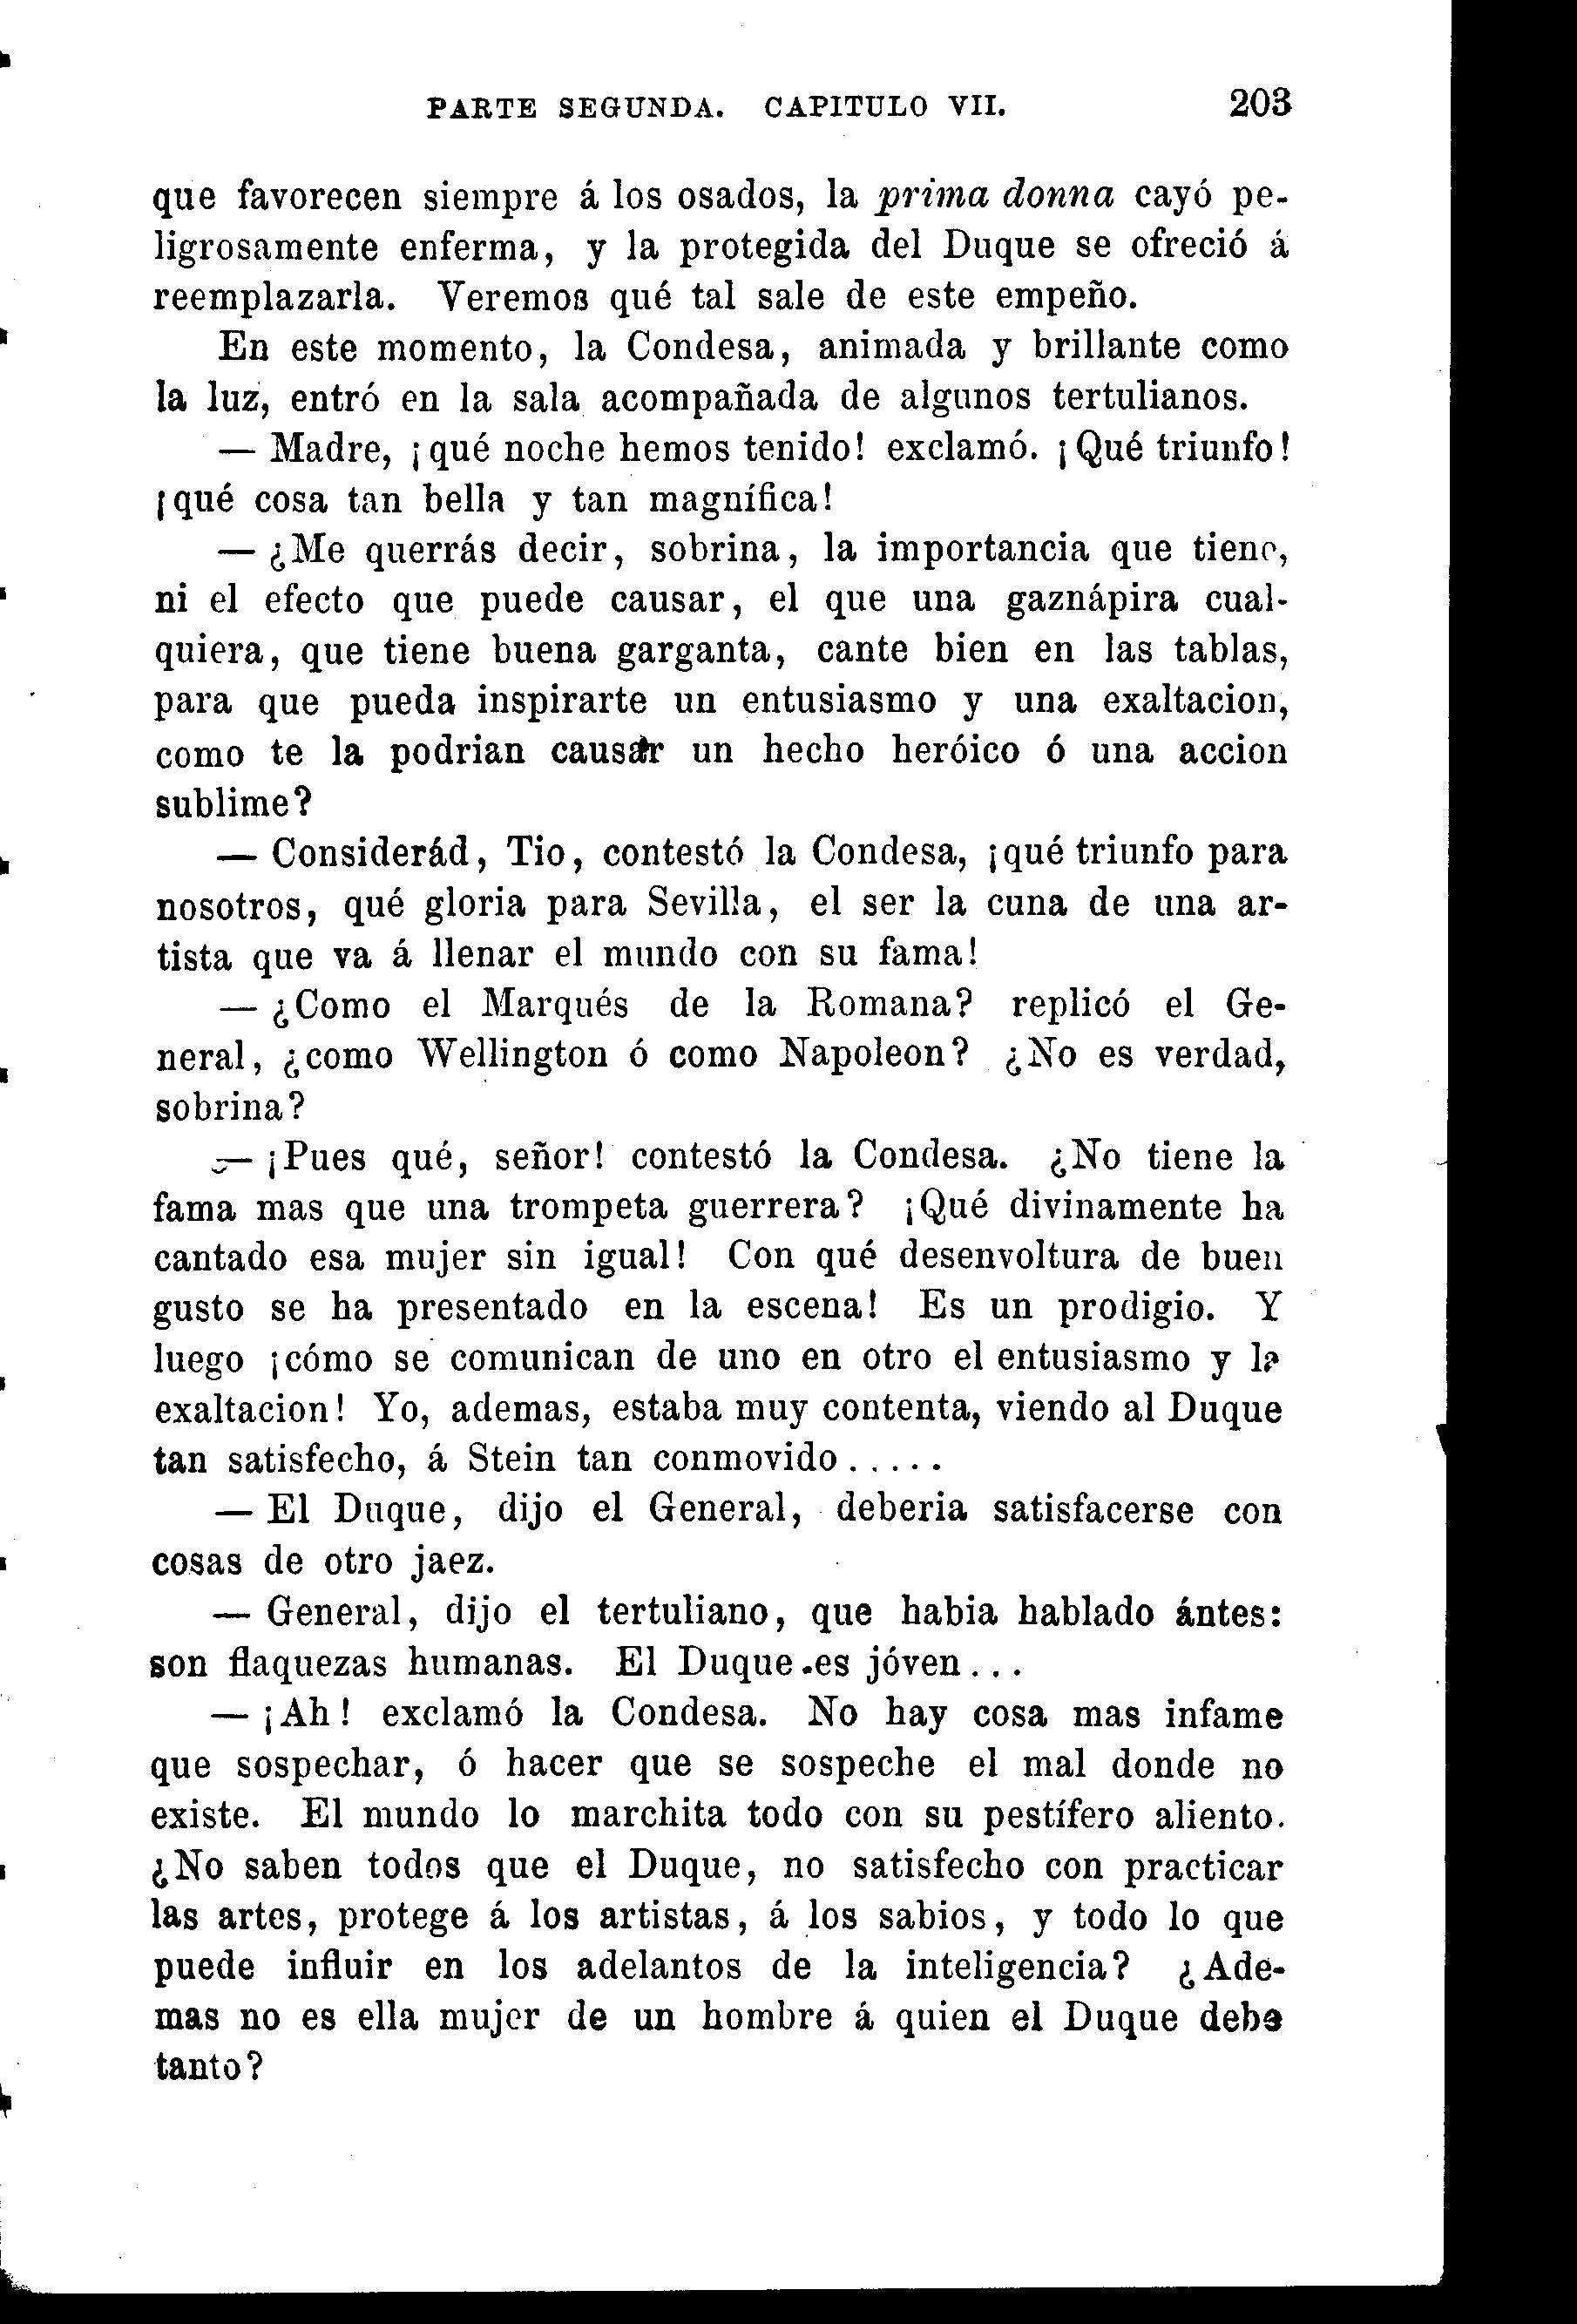 PARTE SEGUNDA. CAPITULO VII. 203
que favorecen siempre á los osados, la prima donna cayó pe-
ligrosamente enferma, y la protegida del Duque se ofreció á
reemplazarla. Veremos qué tal sale de este empeño.
En este momento, la Condesa, animada y brillante como
la luz, entró en la sala acompañada de algunos tertulianos.
— Madre, ¡qué noche hemos tenido! exclamó. ¡Qué triunfo!
¡qué cosa tan bella y tan magnífica!
— ¿Me querrás decir, sobrina, la importancia que tiene,
ni el efecto que puede causar, el que una gaznápira cual-
quiera, que tiene buena garganta, cante bien en las tablas,
para que pueda inspirarte un entusiasmo y una exaltacion,
como te la podrian causar un hecho heróico ó una accion
sublime?
— Considerád, Tio, contestó la Condesa, ¡qué triunfo para
nosotros, qué gloria para Sevilla, el ser la cuna de una ar-
tista que va á llenar el mundo con su fama!
— ¿Como el Marqués de la Romana? replicó el Ge-
neral, ¿como Wellington ó como Napoleon? ¿No es verdad,
sobrina?
— ¡Pues qué, señor! contestó la Condesa. ¿No tiene la
fama mas que una trompeta guerrera? ¡Qué divinamente ha
cantado esa mujer sin igual! Con qué desenvoltura de buen
gusto se ha presentado en la escena! Es un prodigio. Y
luego ¡cómo se comunican de uno en otro el entusiasmo y la
exaltacion! Yo, ademas, estaba muy contenta, viendo al Duque
tan satisfecho, á Stein tan conmovido.....
— El Duque, dijo el General, deberia satisfacerse con
cosas de otro jaez.
— General, dijo el tertuliano, que habia hablado ántes:
son flaquezas humanas. El Duque es jóven...
— ¡Ah! exclamó la Condesa. No hay cosa mas infame
que sospechar, ó hacer que se sospeche el mal donde no
existe. El mundo lo marchita todo con su pestífero aliento.
¿No saben todos que el Duque, no satisfecho con practicar
las artes, protege á los artistas, á los sabios, y todo lo que
puede influir en los adelantos de la inteligencia? ¿Ade-
mas no es ella mujer de un hombre á quien el Duque debe
tanto?